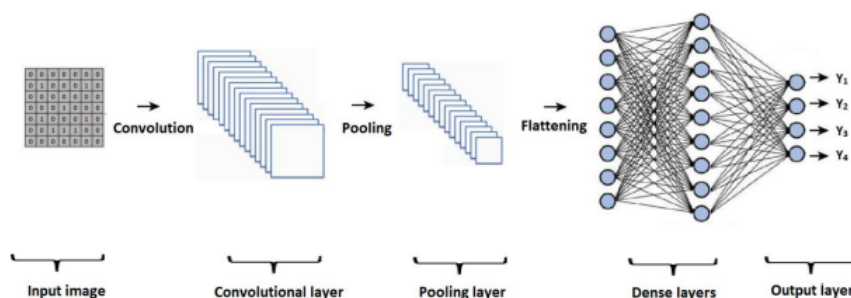 Convolution
Pooling
Flattening
Y₁
Y₂
Y₃
Y₄
Input image
Convolutional layer
Pooling layer
Dense layers
Output layer